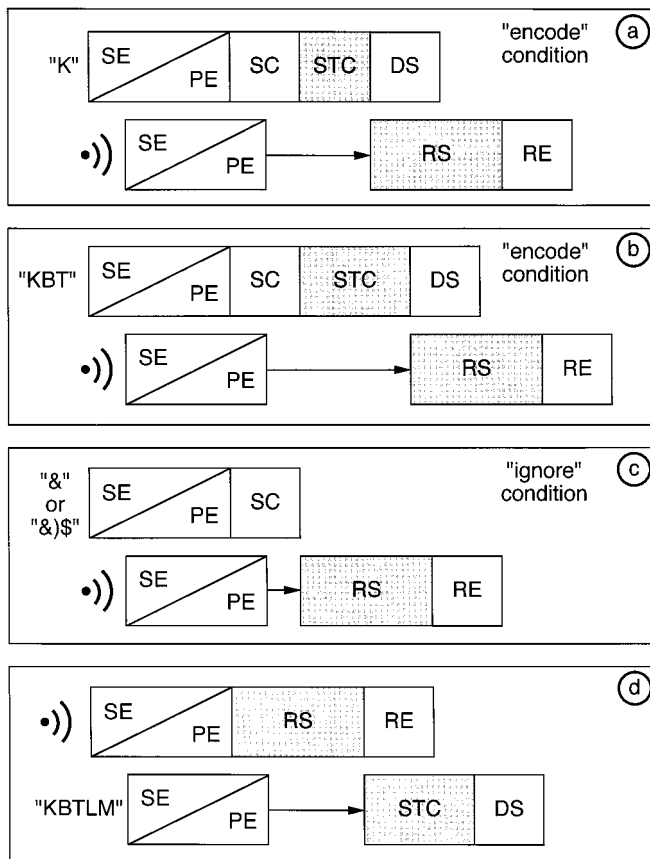 "encode"
condition
a
"K"
SE
PE
SC
STC
DS
SE
PE
RS
RE
"encode"
condition
b
"KBT"
SE
PE
SC
STC
DS
SE
PE
RS
RE
"ignore"
condition
c
"&"
or
"&)$"
SE
PE
SC
SE
PE
RS
RE
d
SE
PE
RS
RE
"KBTLM"
SE
PE
STC
DS